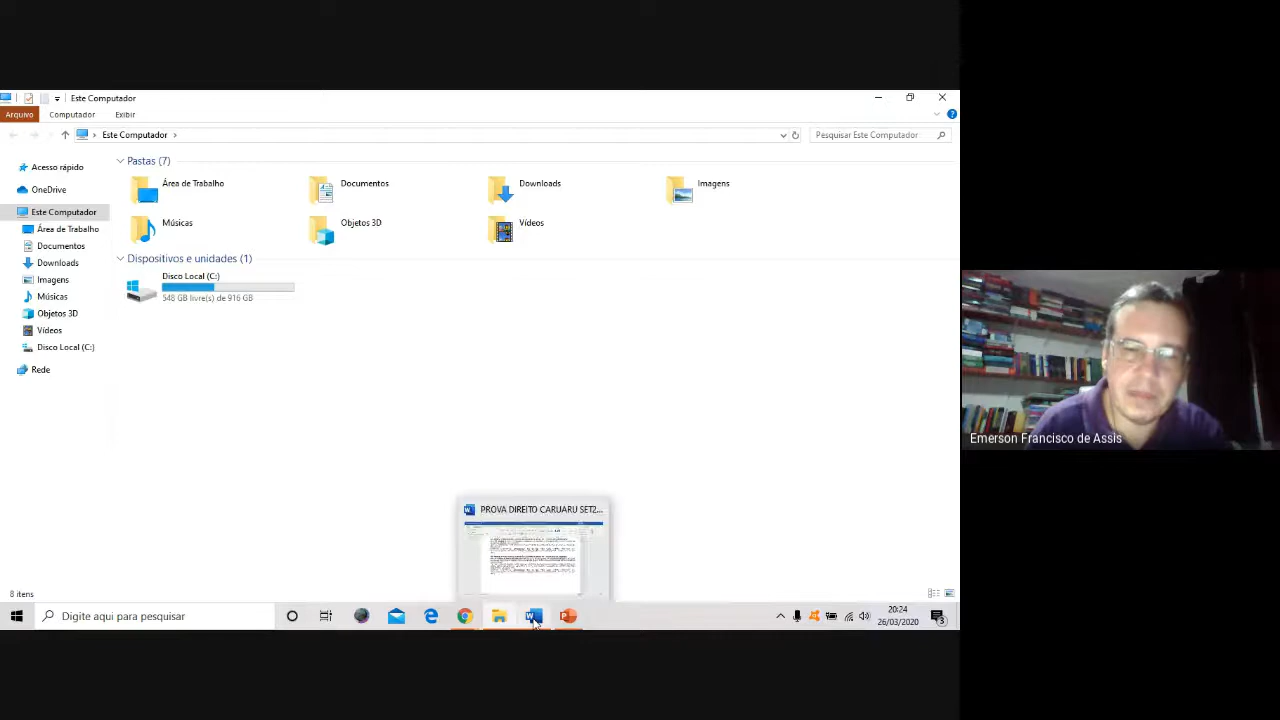 Este Computador
Arquivo Computador Exibir
Este Computador
Pesquisar Este Computador
Acesso rápido
OneDrive
Este Computador
Área de Trabalho
Documentos
Downloads
Imagens
Músicas
Objetos 3D
Vídeos
Disco Local (C:)
Rede
Pastas (7)
Área de Trabalho
Documentos
Downloads
Imagens
Músicas
Objetos 3D
Vídeos
Dispositivos e unidades (1)
Disco Local (C:)
548 GB livre(s) de 916 GB
PROVA DIREITO CARUARU SET2...
8 itens
Digite aqui para pesquisar
20:24
26/03/2020
3
Emerson Francisco de Assis